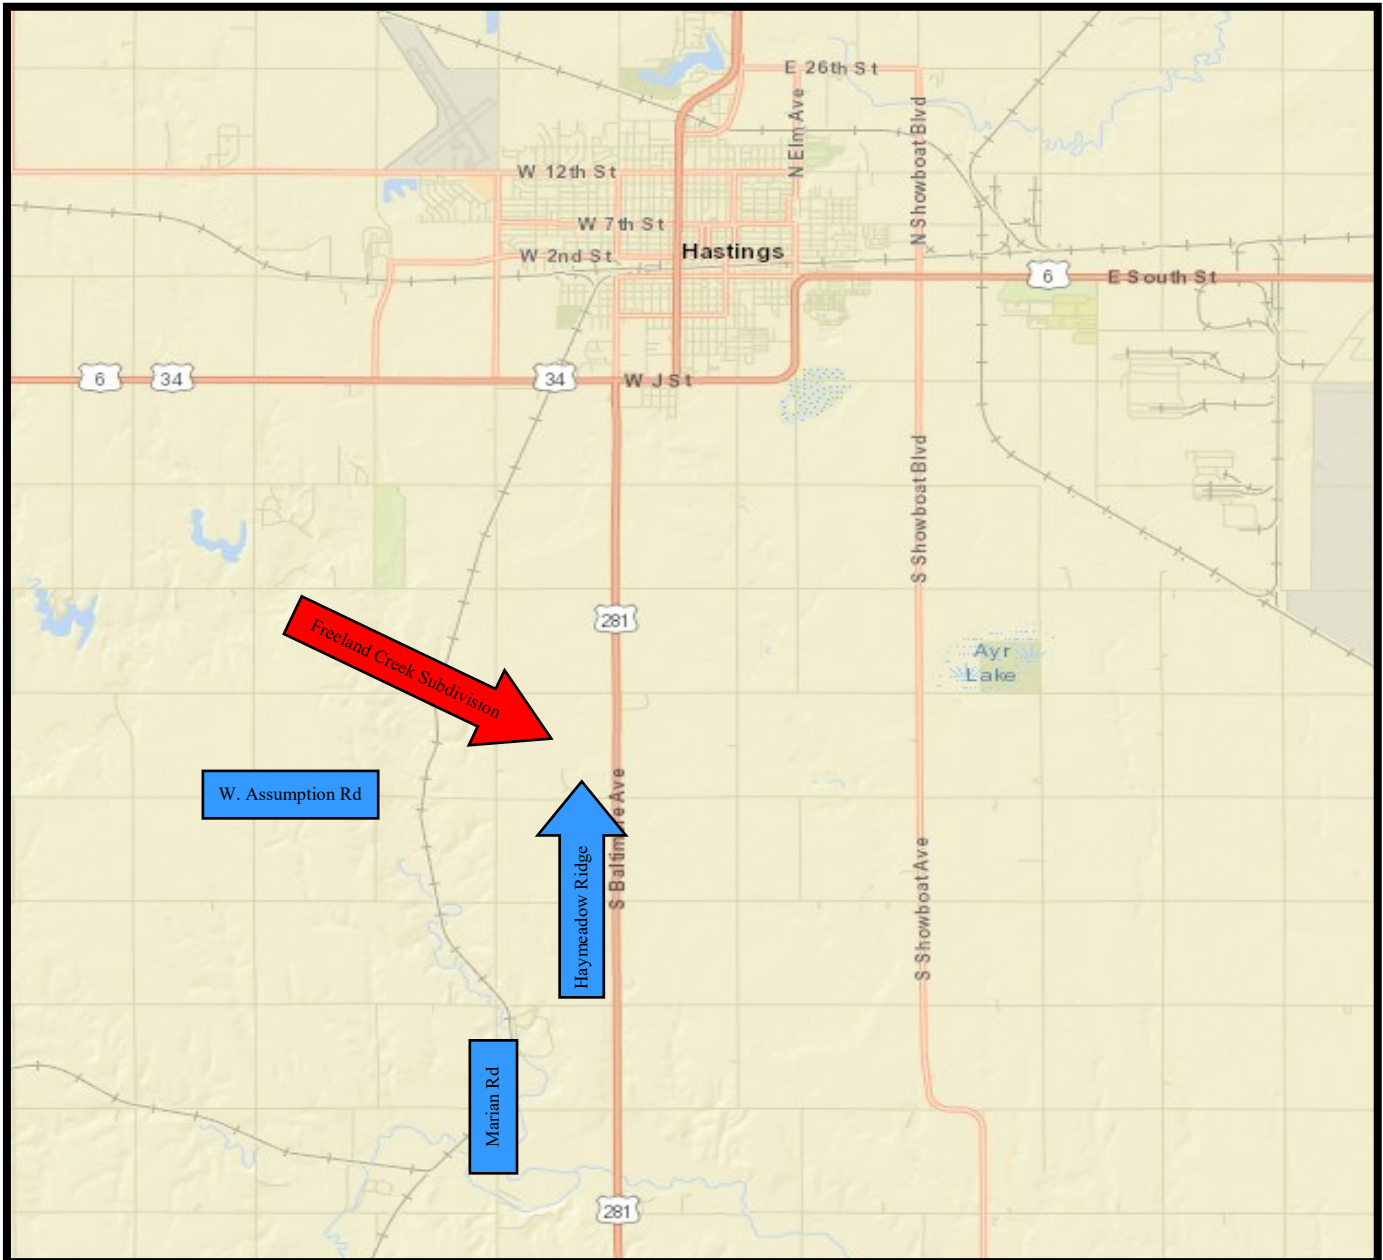 E 26th St
N Elm Ave
N Showboat Blvd
W 12th St
W 7th St
Hastings
W 2nd St
6
E South St
6
34
34
W J St
S Showboat Blvd
281
Freeland Creek Subdivision
Ayr
Lake
W. Assumption Rd
S Baltimore Ave
Haymeadow Ridge
S Showboat Ave
Marian Rd
281